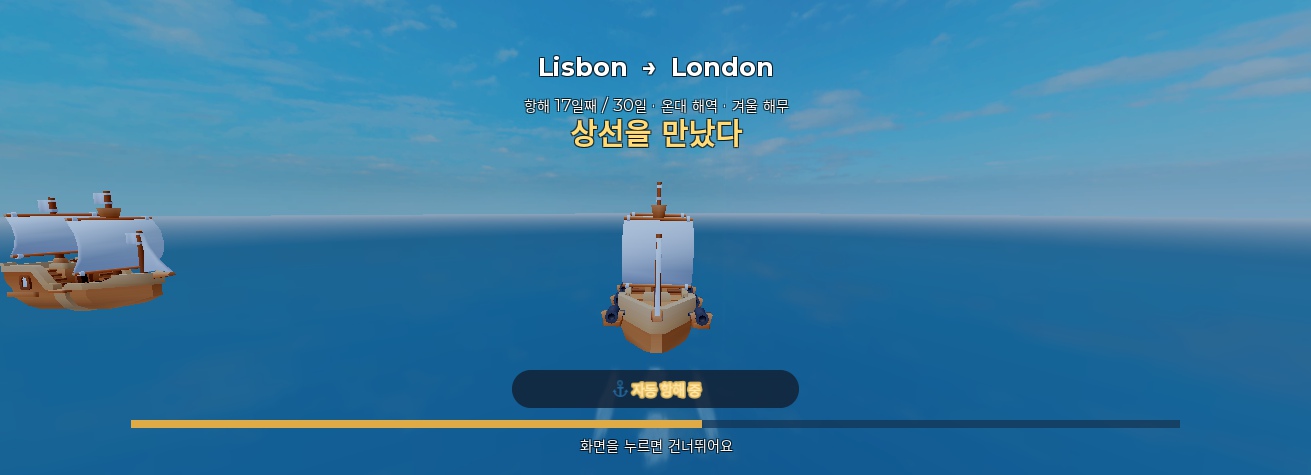 Lisbon → London
항해 17일째 / 30일 · 온대 해역 · 겨울 해무
상선을 만났다
⚓ 자동 항해 중
화면을 누르면 건너뛰어요